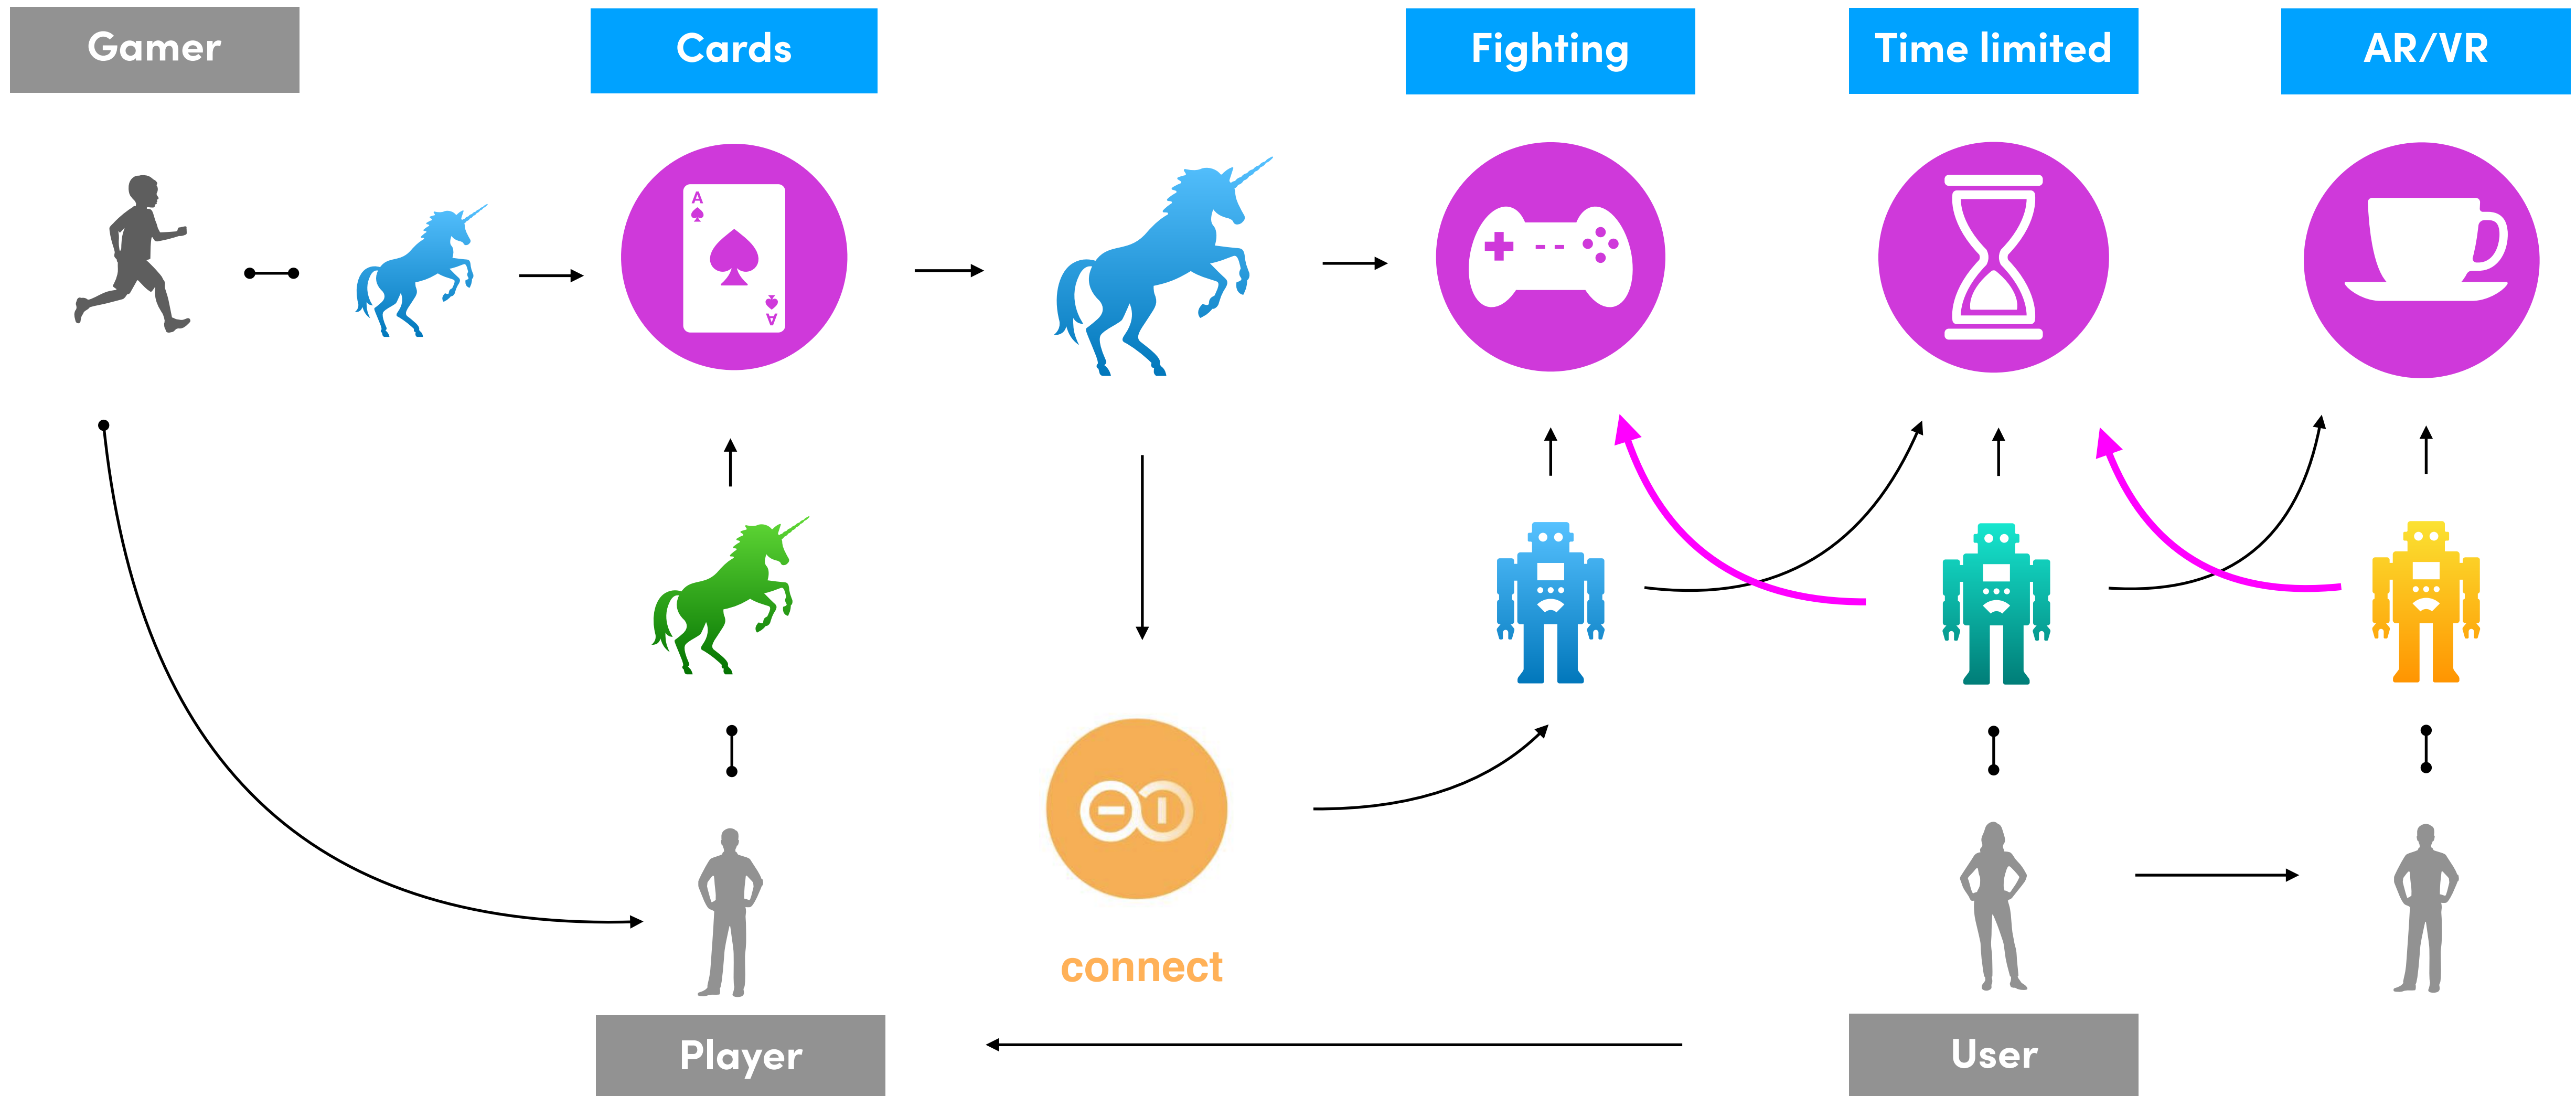 Gamer
Cards
Fighting
Time limited
AR/VR
A
A
connect
Player
User